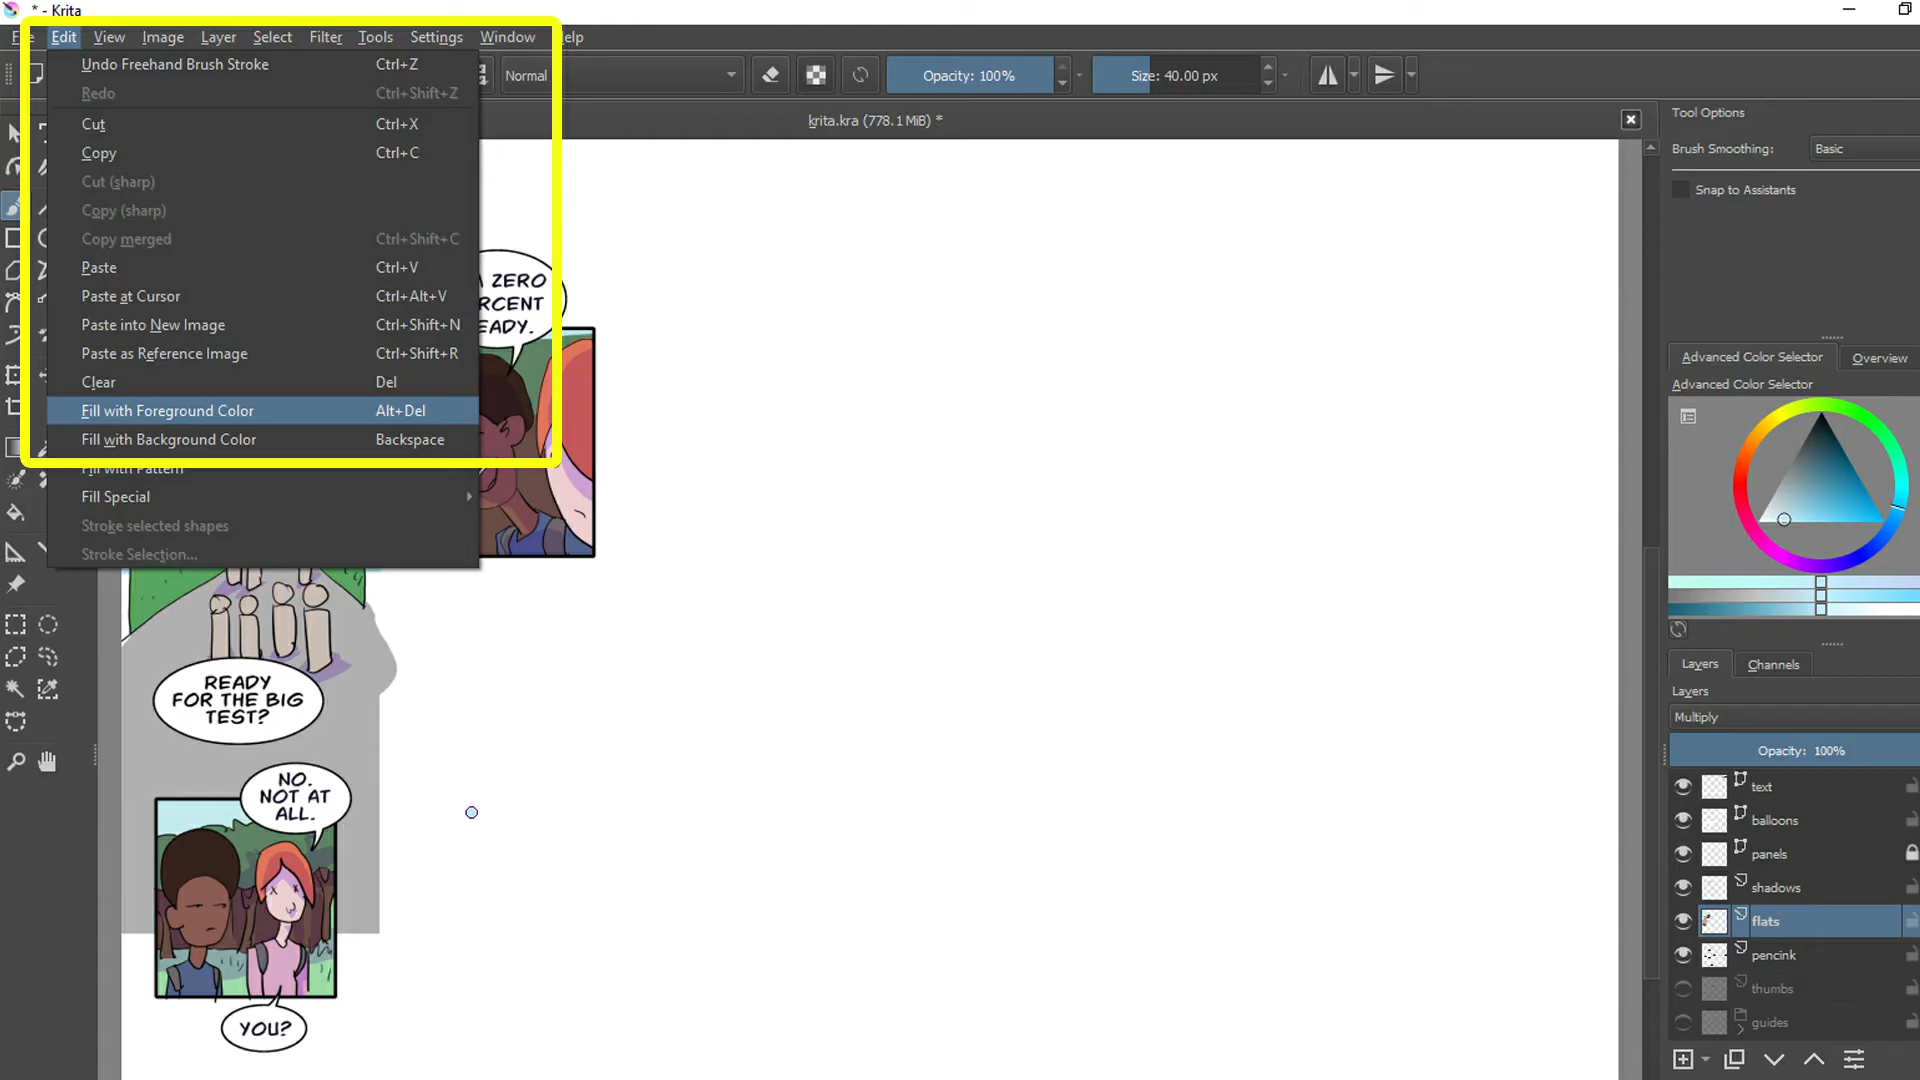 * - Krita
Edit View Image Layer Select Filter Tools Settings Window
Undo Freehand Brush Stroke Ctrl+Z
Redo Ctrl+Shift+Z
Cut Ctrl+X
Copy Ctrl+C
Cut (sharp)
Copy (sharp)
Copy merged Ctrl+Shift+C
Paste Ctrl+V
Paste at Cursor Ctrl+Alt+V
Paste into New Image Ctrl+Shift+N
Paste as Reference Image Ctrl+Shift+R
Clear Del
Fill with Foreground Color Alt+Del
Fill with Background Color Backspace
Fill with Pattern
Fill Special
Stroke selected shapes
Stroke Selection...
Normal
Opacity: 100%
Size: 40.00 px
krita.kra (778.1 MiB) *
ZERO
RCENT
EADY.
READY
FOR THE BIG
TEST?
NO.
NOT AT
ALL.
YOU?
Tool Options
Brush Smoothing: Basic
Snap to Assistants
Advanced Color Selector Overview
Advanced Color Selector
Layers Channels
Layers
Multiply
Opacity: 100%
text
balloons
panels
shadows
flats
pencink
thumbs
guides